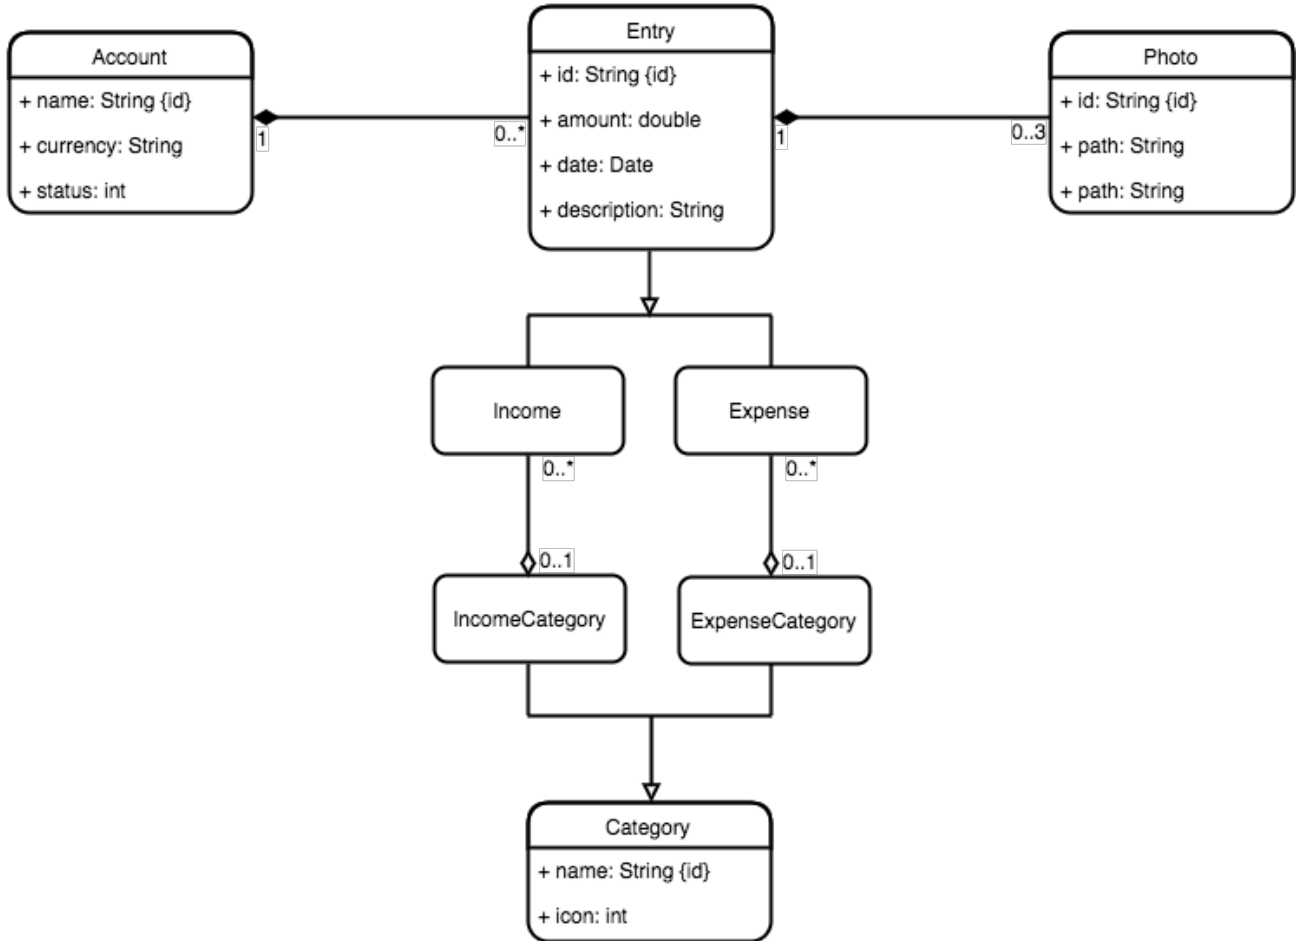 Account
+ name: String {id}
+ currency: String
+ status: int
1
0..*
Entry
+ id: String {id}
+ amount: double
+ date: Date
+ description: String
1
0..3
Photo
+ id: String {id}
+ path: String
+ path: String
Income
Expense
0..*
0..*
0..1
0..1
IncomeCategory
ExpenseCategory
Category
+ name: String {id}
+ icon: int